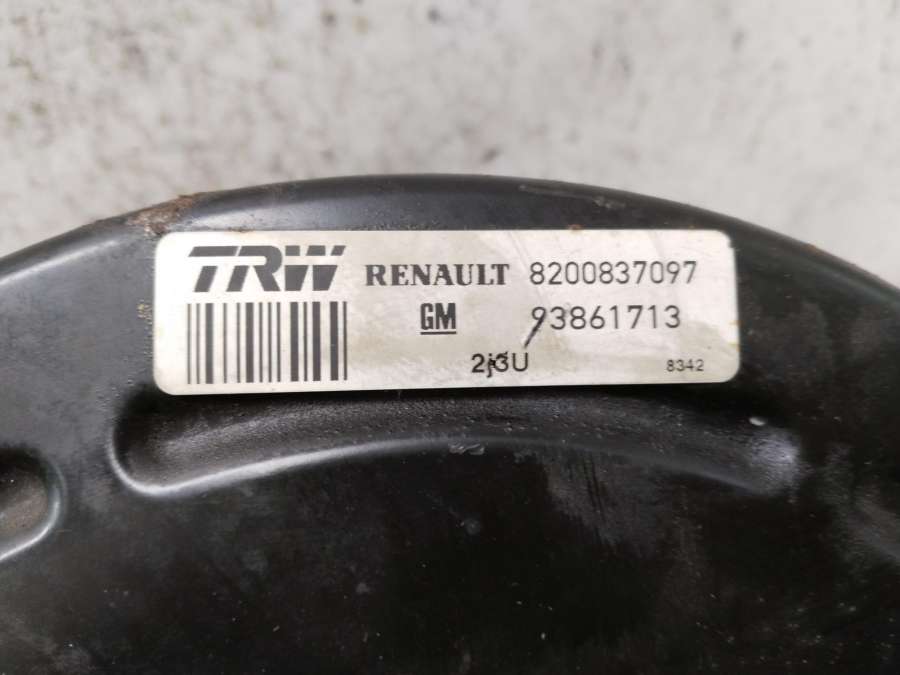 TRW RENAULT 8200837097
GM 93861713
2j3U 8342